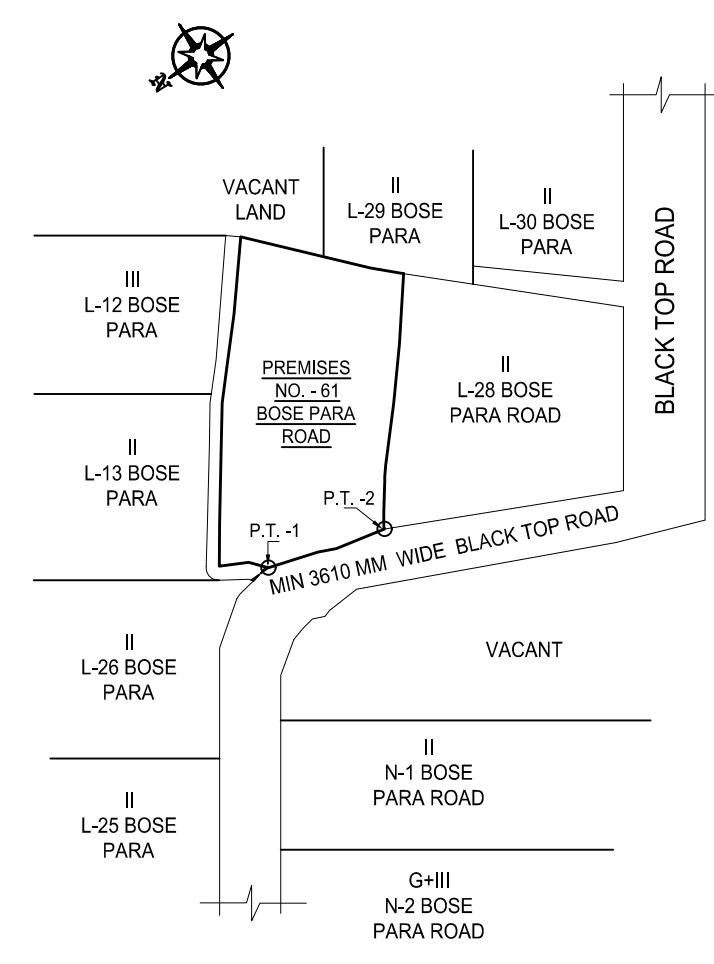 N
VACANT
LAND
II
L-29 BOSE
PARA
II
L-30 BOSE
PARA
BLACK TOP ROAD
III
L-12 BOSE
PARA
PREMISES
NO. - 61
BOSE PARA
ROAD
II
L-28 BOSE
PARA ROAD
II
L-13 BOSE
PARA
P.T. -2
P.T. -1
MIN 3610 MM WIDE BLACK TOP ROAD
II
L-26 BOSE
PARA
VACANT
II
N-1 BOSE
PARA ROAD
II
L-25 BOSE
PARA
G+III
N-2 BOSE
PARA ROAD